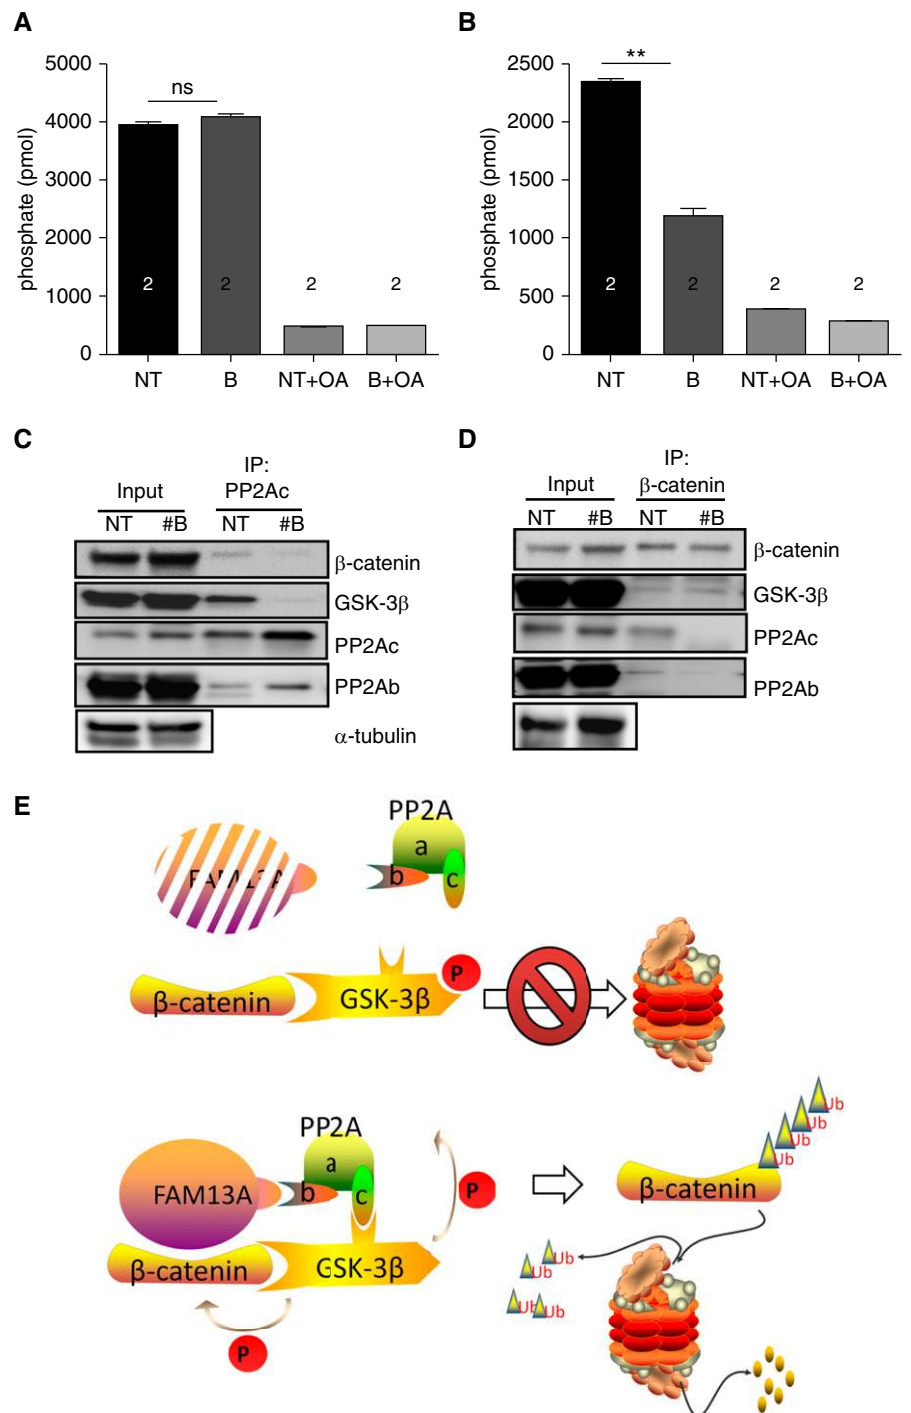 A
5000
4000
3000
2000
1000
0
phosphate (pmol)
ns
2 2 2 2
NT B NT+OA B+OA
B
2500
2000
1500
1000
500
0
phosphate (pmol)
**
2 2 2 2
NT B NT+OA B+OA
C
IP:
Input PP2Ac
NT #B NT #B
β-catenin
GSK-3β
PP2Ac
PP2Ab
α-tubulin
D
IP:
Input β-catenin
NT #B NT #B
β-catenin
GSK-3β
PP2Ac
PP2Ab
E
PP2A
a
b
c
FAM13A
P
β-catenin
GSK-3β
PP2A
a
b
c
FAM13A
P
β-catenin
GSK-3β
P
Ub
Ub
Ub
Ub
β-catenin
Ub
Ub
Ub
Ub